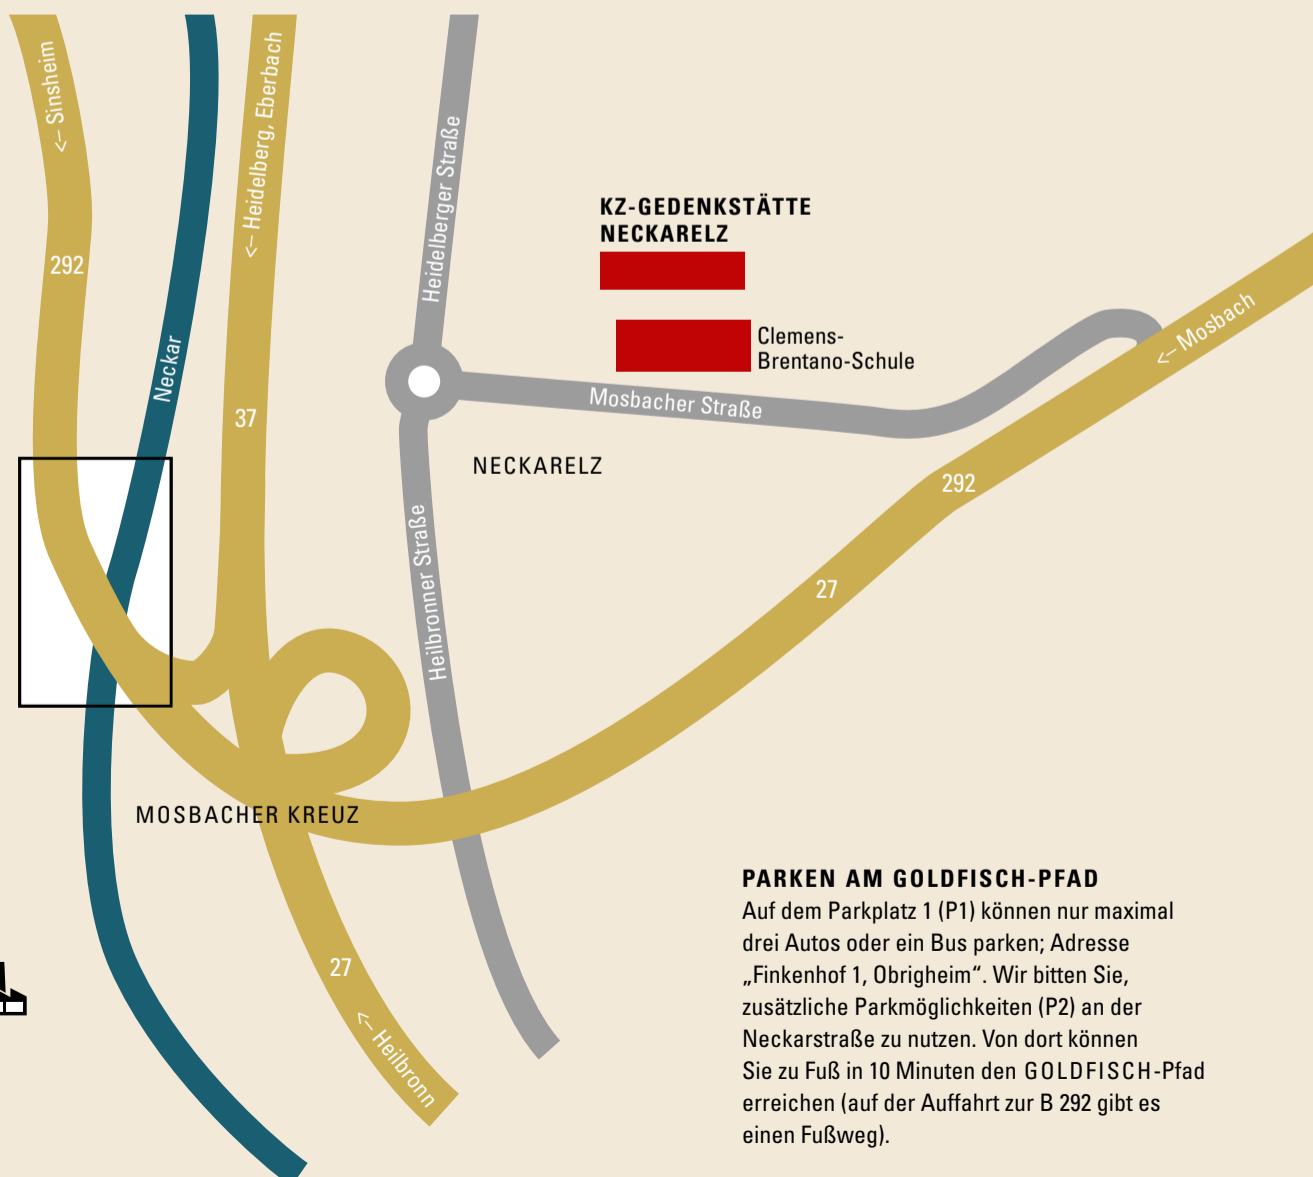 <– Sinsheim
292
Neckar
<– Heidelberg, Eberbach
37
Heidelberger Straße
KZ-GEDENKSTÄTTE
NECKARELZ
Clemens-
Brentano-Schule
Mosbacher Straße
<– Mosbach
NECKARELZ
292
27
Heilbronner Straße
MOSBACHER KREUZ
27
<– Heilbronn
PARKEN AM GOLDFISCH-PFAD
Auf dem Parkplatz 1 (P1) können nur maximal
drei Autos oder ein Bus parken; Adresse
„Finkenhof 1, Obrigheim“. Wir bitten Sie,
zusätzliche Parkmöglichkeiten (P2) an der
Neckarstraße zu nutzen. Von dort können
Sie zu Fuß in 10 Minuten den GOLDFISCH-Pfad
erreichen (auf der Auffahrt zur B 292 gibt es
einen Fußweg).